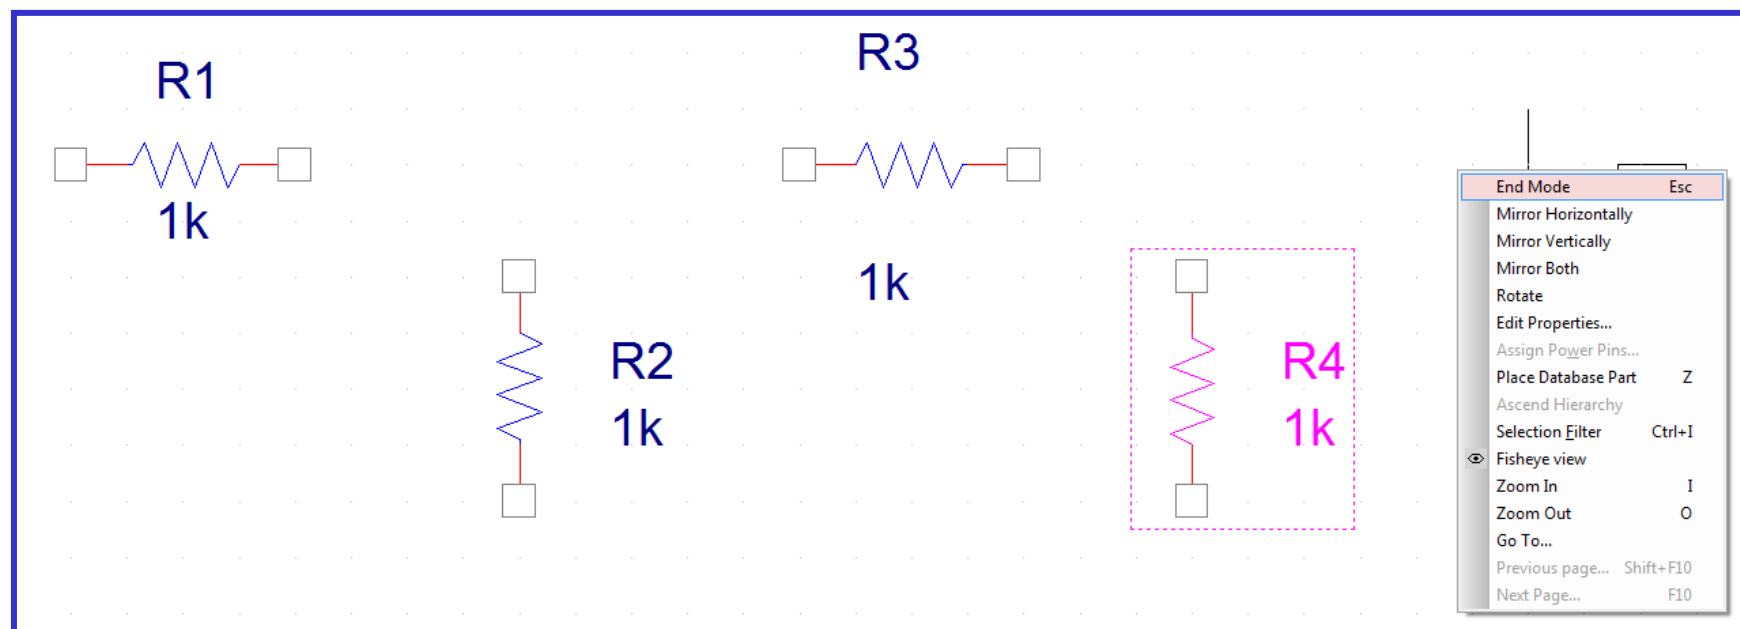 R1
1k
R2
1k
R3
1k
R4
1k
End Mode Esc
Mirror Horizontally
Mirror Vertically
Mirror Both
Rotate
Edit Properties...
Assign Power Pins...
Place Database Part Z
Ascend Hierarchy
Selection Filter Ctrl+I
Fisheye view
Zoom In I
Zoom Out O
Go To...
Previous page... Shift+F10
Next Page... F10